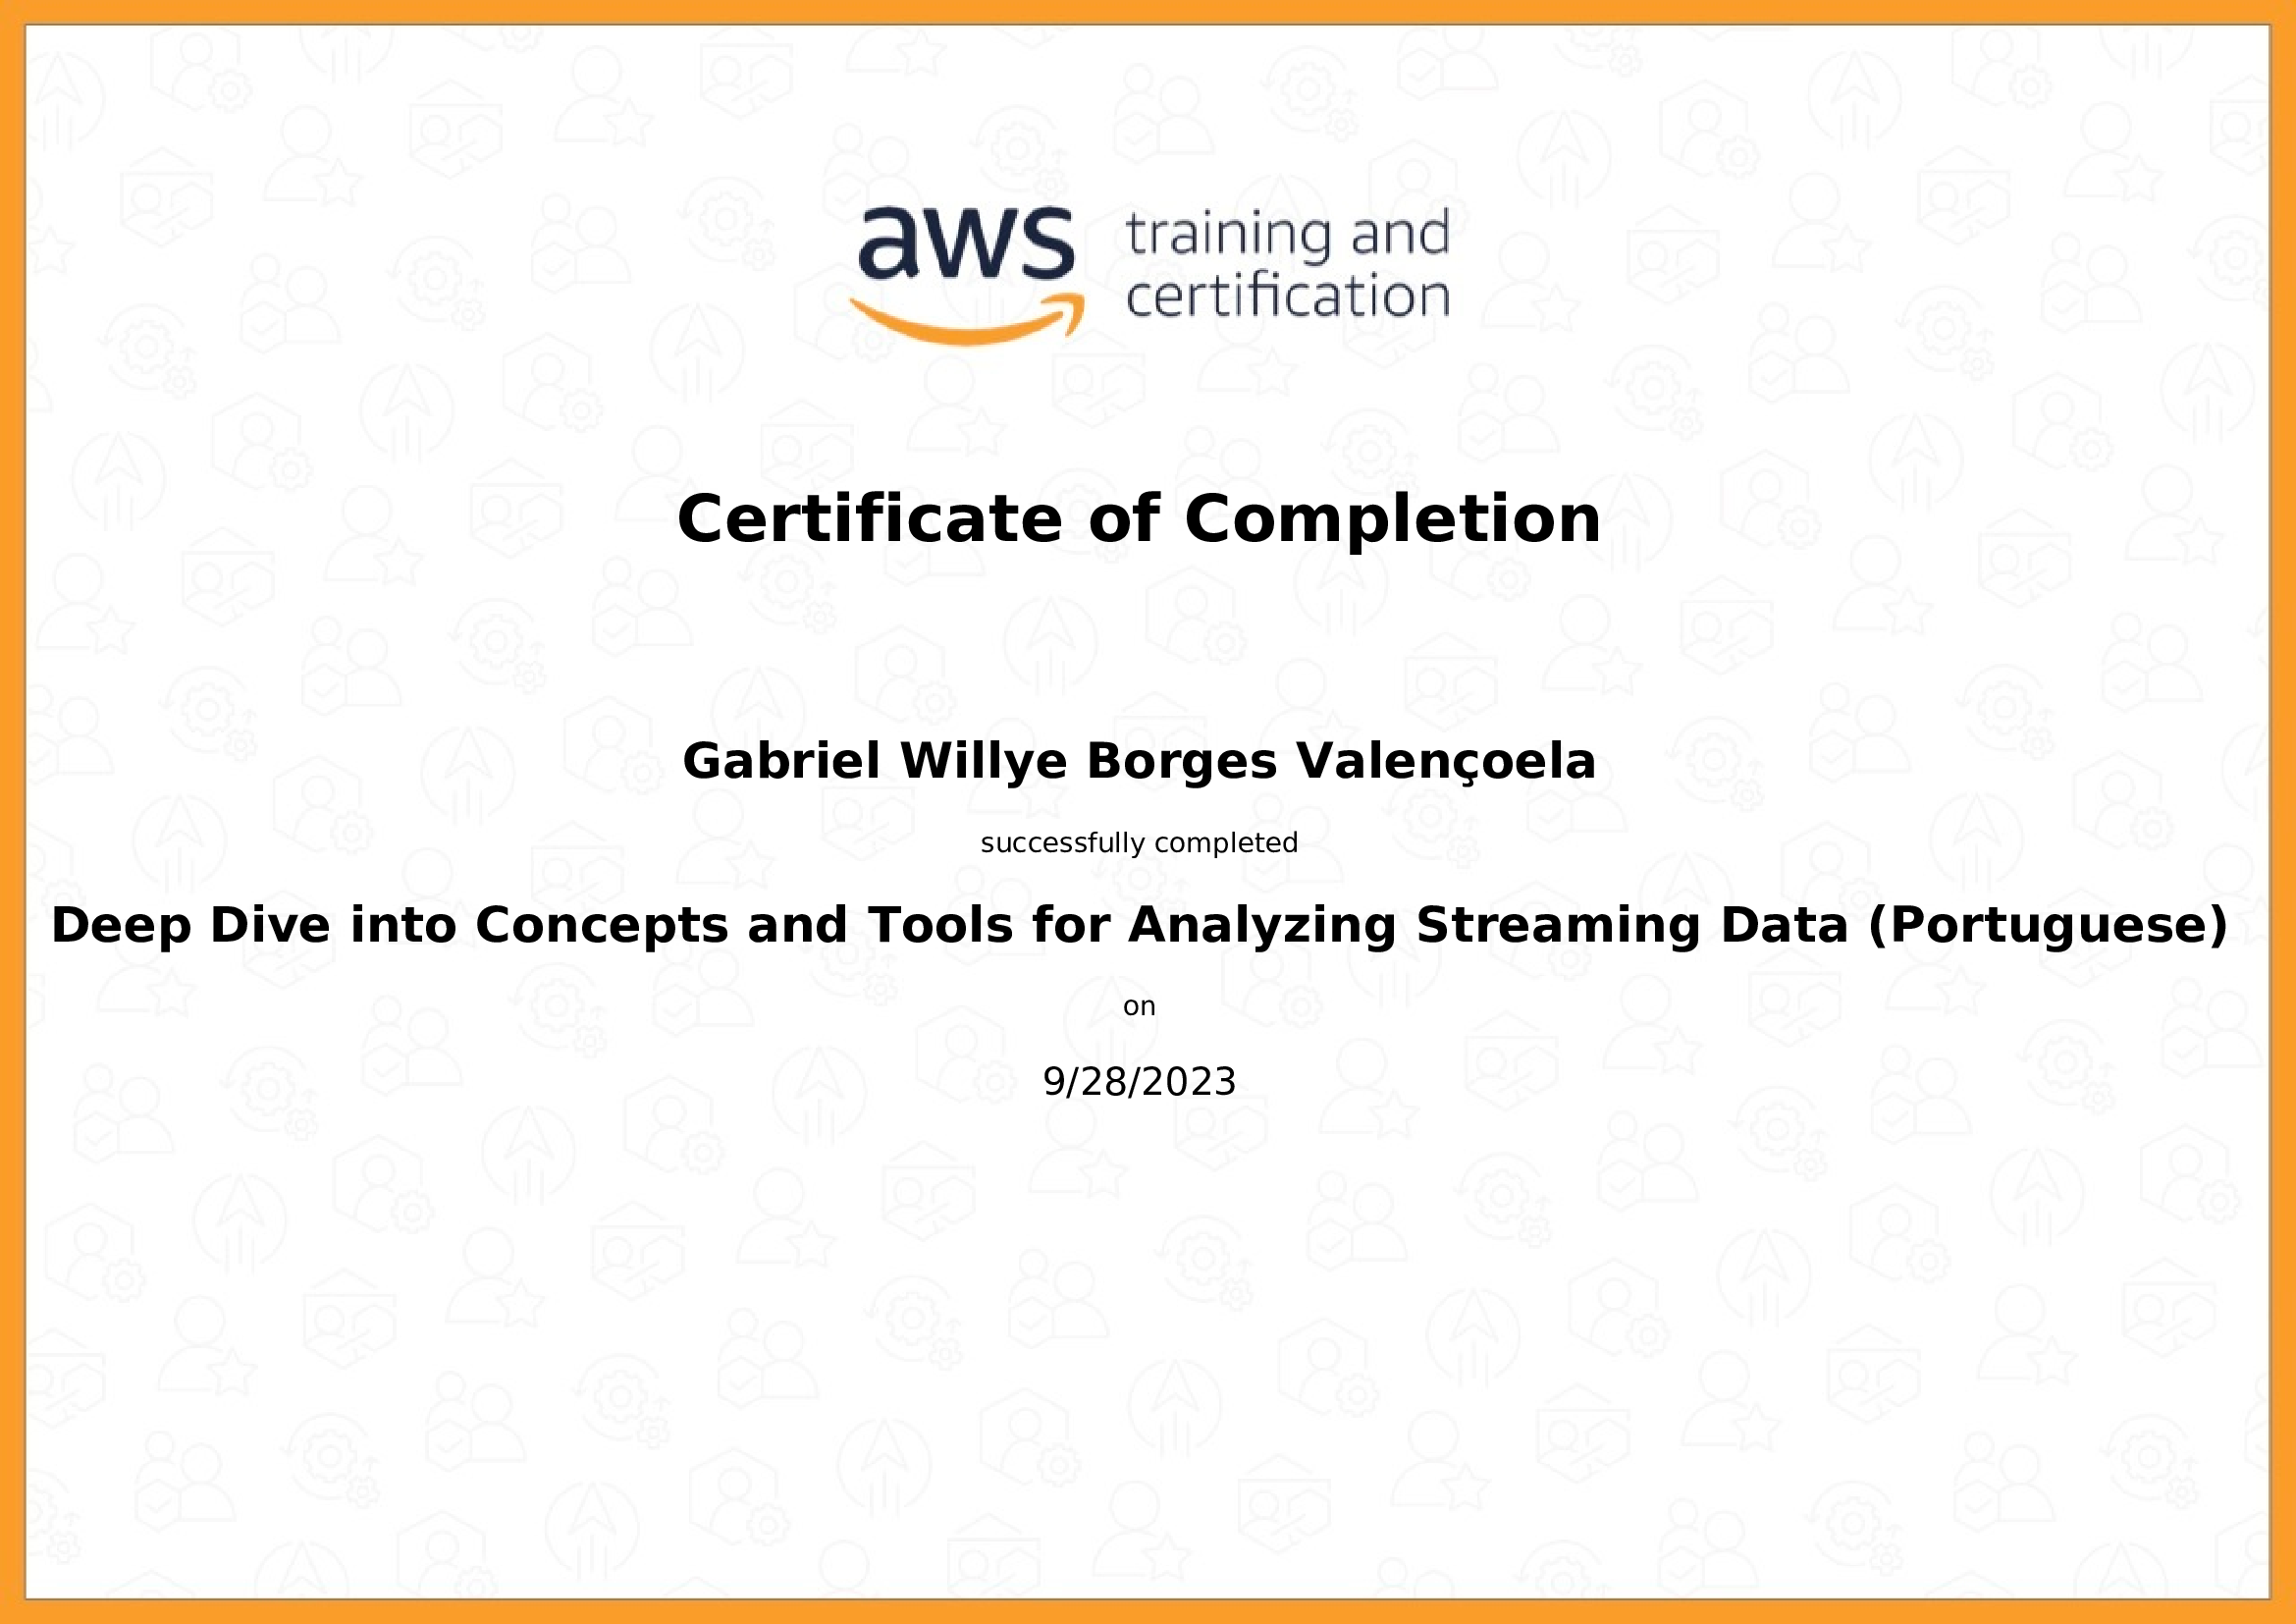 aws training and
certification
Certificate of Completion
Gabriel Willye Borges Valençoela
successfully completed
Deep Dive into Concepts and Tools for Analyzing Streaming Data (Portuguese)
on
9/28/2023